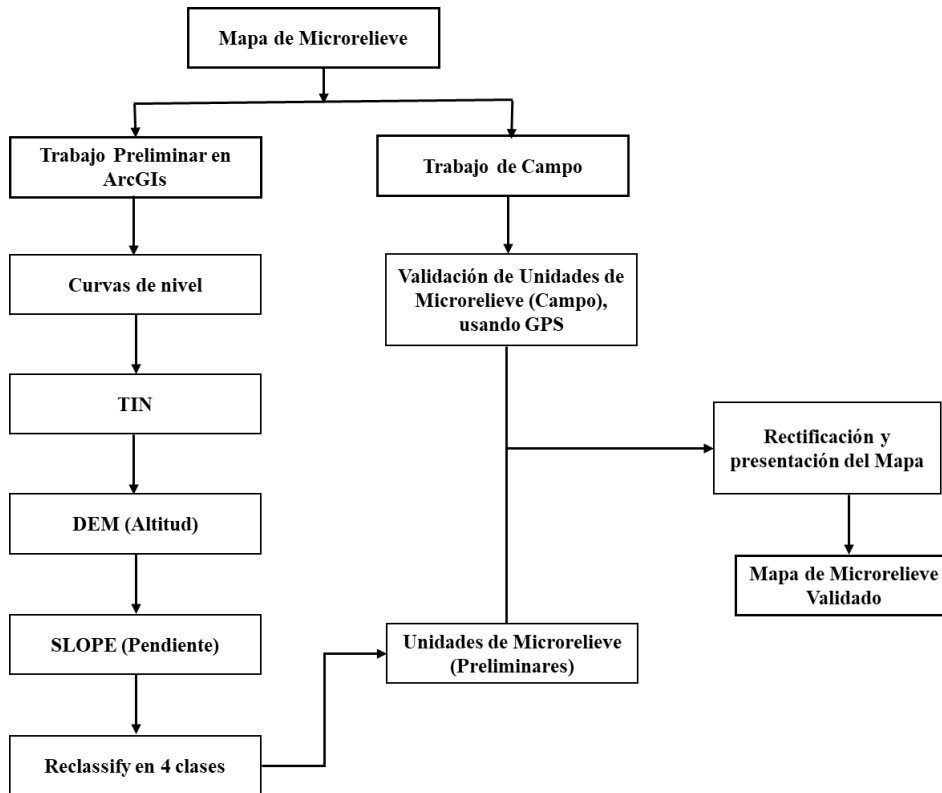 Mapa de Microrelieve
Trabajo Preliminar en
ArcGIs
Trabajo de Campo
Curvas de nivel
Validación de Unidades de
Microrelieve (Campo),
usando GPS
TIN
Rectificación y
presentación del Mapa
DEM (Altitud)
Mapa de Microrelieve
Validado
SLOPE (Pendiente)
Unidades de Microrelieve
(Preliminares)
Reclassify en 4 clases